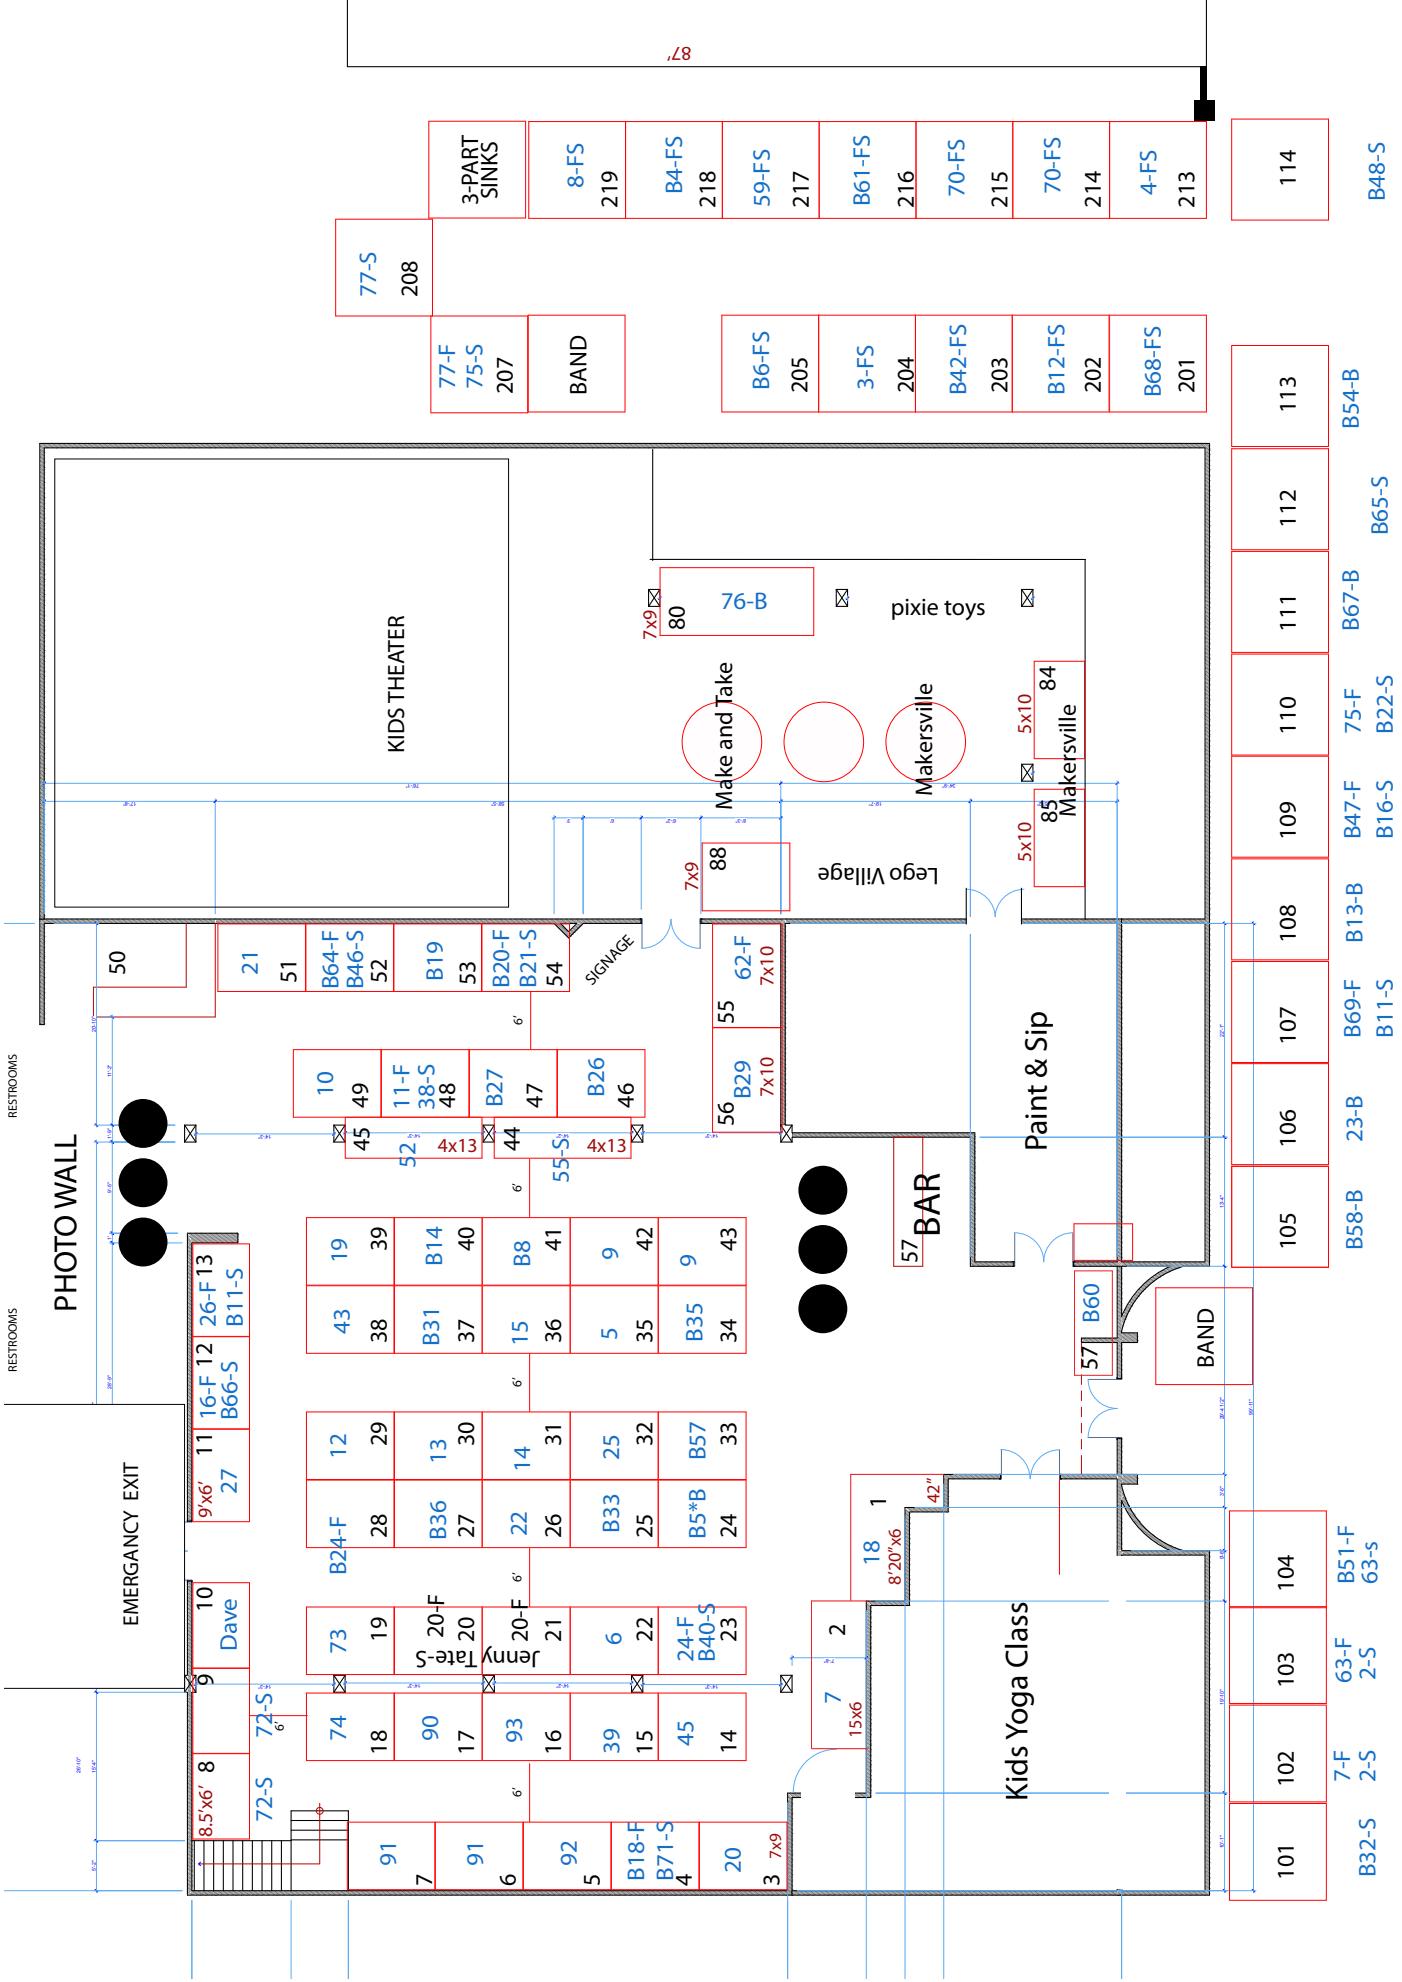 87'
3-PART
SINKS
8-FS
219
B4-FS
218
59-FS
217
B61-FS
216
70-FS
215
70-FS
214
4-FS
213
114
B48-S
77-S
208
77-F
75-S
207
BAND
B6-FS
205
3-FS
204
B42-FS
203
B12-FS
202
B68-FS
201
113
B54-B
112
B65-S
111
B67-B
110
75-F
B22-S
109
B47-F
B16-S
108
B13-B
107
B69-F
B11-S
106
23-B
105
B58-B
KIDS THEATER
7x9
80
76-B
pixie toys
Make and Take
Makersville
5x10
84
Makersville
5x10
85
7x9
88
Lego Village
50
21
51
B64-F
B46-S
52
B19
53
B20-F
B21-S
54
SIGNAGE
62-F
7x10
55
B29
7x10
56
6'
10
49
11-F
38-S
48
B27
47
B26
46
45
52
4x13
44
55-S
4x13
Paint & Sip
RESTROOMS
PHOTO WALL
RESTROOMS
6'
BAR
57
19
39
B14
40
B8
41
9
42
9
43
43
38
B31
37
15
36
5
35
B35
34
B60
57
BAND
26-F
B11-S
13
16-F
B66-S
12
11
27
9'x6'
6'
12
29
13
30
14
31
25
32
B57
33
B24-F
28
B36
27
22
26
B33
25
B5*B
24
EMERGANCY EXIT
1
18
8'20"x6
42"
6'
10
Dave
73
19
20-F
20
20-F
21
Jenny Tate-S
6
22
24-F
B40-S
23
2
7
15x6
Kids Yoga Class
104
B51-F
63-s
103
63-F
2-S
102
7-F
2-S
101
B32-S
9
72-S
6'
8
8.5'x6'
72-S
74
18
90
17
93
16
39
15
45
14
6'
91
7
91
6
92
5
B18-F
B71-S
4
20
3
7x9